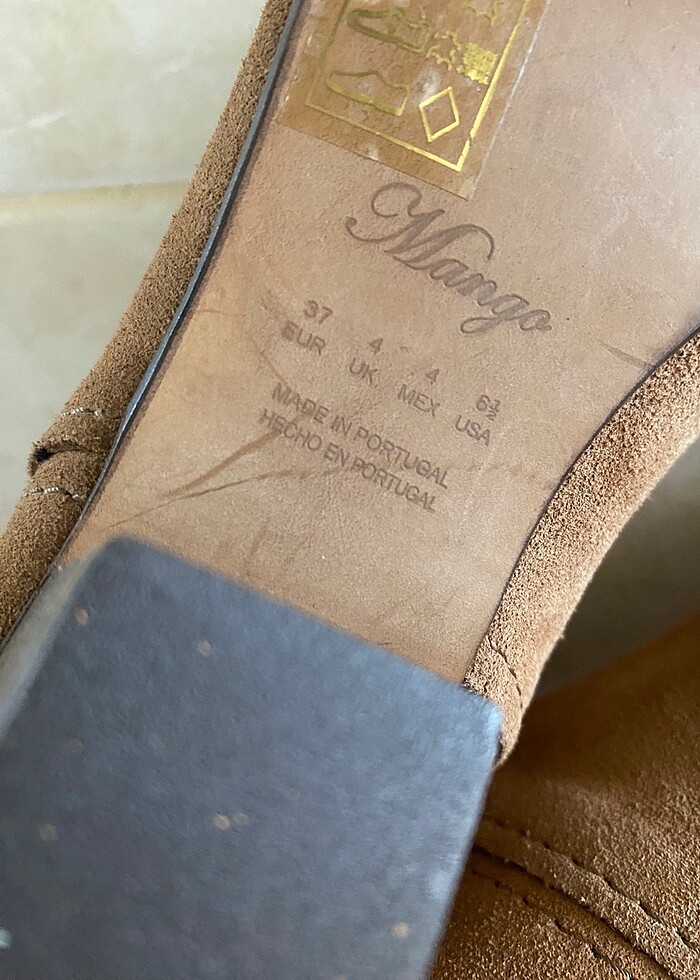 Mango
37 4 4 6½
EUR UK MEX USA
MADE IN PORTUGAL
HECHO EN PORTUGAL